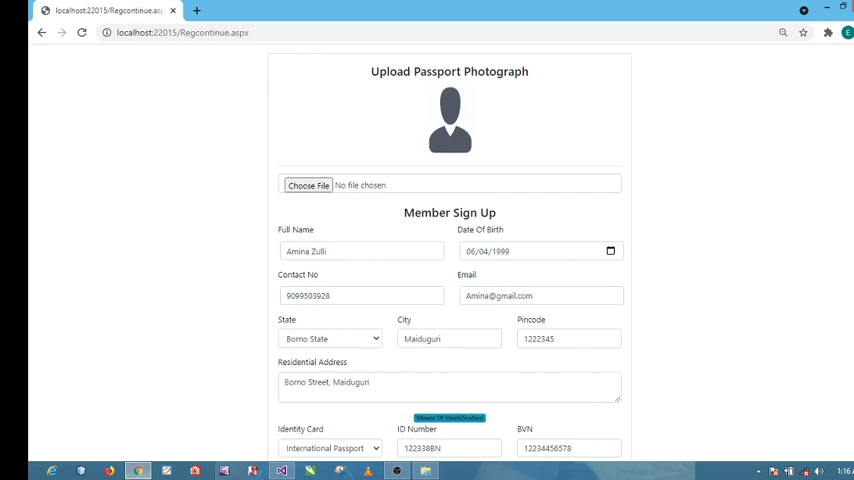 localhost:22015/Regcontinue.asp
localhost:22015/Regcontinue.aspx
E
Upload Passport Photograph
Choose File No file chosen
Member Sign Up
Full Name Date Of Birth
Amina Zulli 06/04/1999
Contact No Email
9099503928 Amina@gmail.com
State City Pincode
Borno State Maiduguri 1222345
Residential Address
Borno Street, Maiduguri
Means Of Identification
Identity Card ID Number BVN
International Passport 122338BN 12234456578
1:16